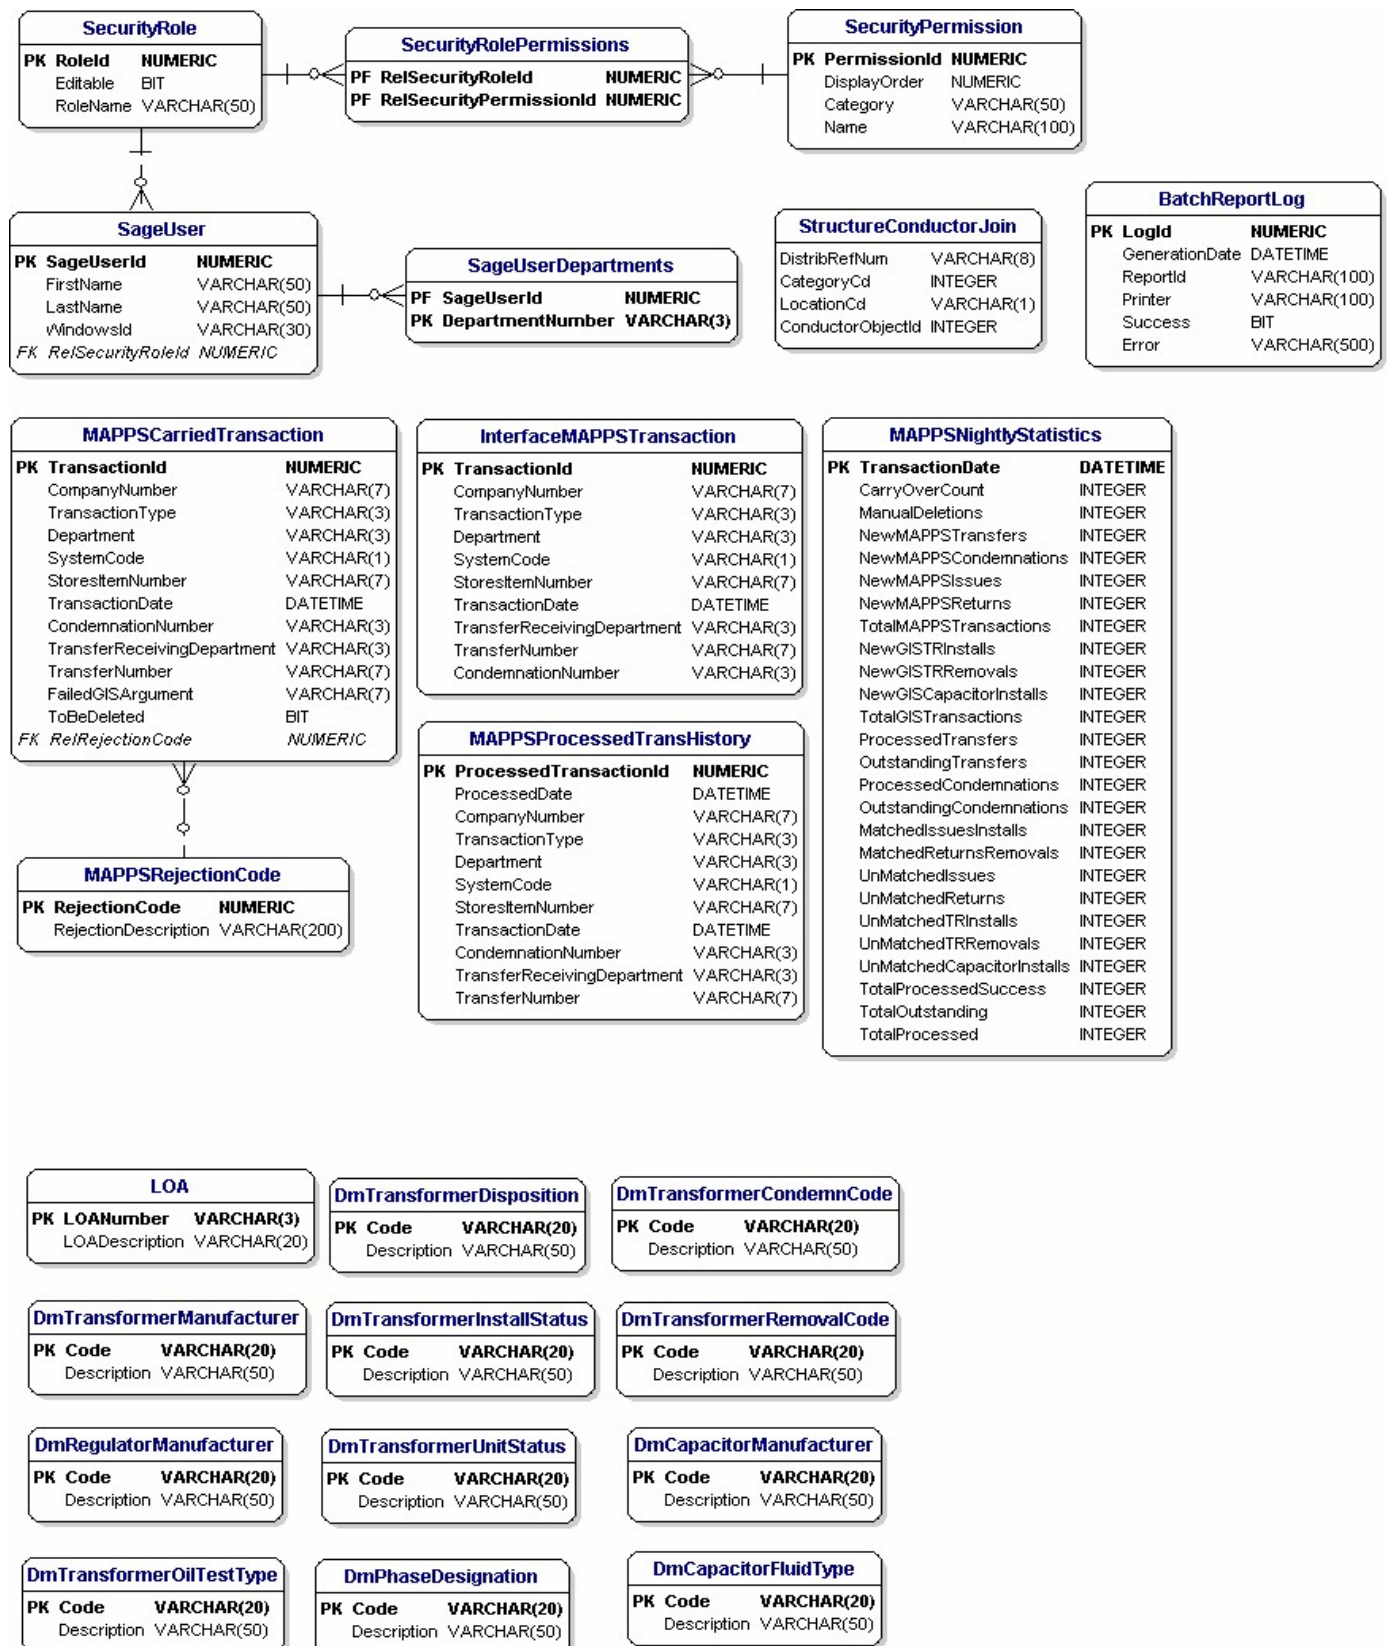 SecurityRole
PK RoleId NUMERIC
Editable BIT
RoleName VARCHAR(50)
SecurityRolePermissions
PF RelSecurityRoleId NUMERIC
PF RelSecurityPermissionId NUMERIC
SecurityPermission
PK PermissionId NUMERIC
DisplayOrder NUMERIC
Category VARCHAR(50)
Name VARCHAR(100)
SageUser
PK SageUserId NUMERIC
FirstName VARCHAR(50)
LastName VARCHAR(50)
WindowsId VARCHAR(30)
FK RelSecurityRoleId NUMERIC
SageUserDepartments
PF SageUserId NUMERIC
PK DepartmentNumber VARCHAR(3)
StructureConductorJoin
DistribRefNum VARCHAR(8)
CategoryCd INTEGER
LocationCd VARCHAR(1)
ConductorObjectId INTEGER
BatchReportLog
PK LogId NUMERIC
GenerationDate DATETIME
ReportId VARCHAR(100)
Printer VARCHAR(100)
Success BIT
Error VARCHAR(500)
MAPPSCarriedTransaction
PK TransactionId NUMERIC
CompanyNumber VARCHAR(7)
TransactionType VARCHAR(3)
Department VARCHAR(3)
SystemCode VARCHAR(1)
StoresItemNumber VARCHAR(7)
TransactionDate DATETIME
CondemnationNumber VARCHAR(3)
TransferReceivingDepartment VARCHAR(3)
TransferNumber VARCHAR(7)
FailedGISArgument VARCHAR(7)
ToBeDeleted BIT
FK RelRejectionCode NUMERIC
InterfaceMAPPSTransaction
PK TransactionId NUMERIC
CompanyNumber VARCHAR(7)
TransactionType VARCHAR(3)
Department VARCHAR(3)
SystemCode VARCHAR(1)
StoresItemNumber VARCHAR(7)
TransactionDate DATETIME
TransferReceivingDepartment VARCHAR(3)
TransferNumber VARCHAR(7)
CondemnationNumber VARCHAR(3)
MAPPSNightlyStatistics
PK TransactionDate DATETIME
CarryOverCount INTEGER
ManualDeletions INTEGER
NewMAPPSTransfers INTEGER
NewMAPPSCondemnations INTEGER
NewMAPPSIssues INTEGER
NewMAPPSReturns INTEGER
TotalMAPPSTransactions INTEGER
NewGISTRInstalls INTEGER
NewGISTRRemovals INTEGER
NewGISCapacitorInstalls INTEGER
TotalGISTransactions INTEGER
ProcessedTransfers INTEGER
OutstandingTransfers INTEGER
ProcessedCondemnations INTEGER
OutstandingCondemnations INTEGER
MatchedIssuesInstalls INTEGER
MatchedReturnsRemovals INTEGER
UnMatchedIssues INTEGER
UnMatchedReturns INTEGER
UnMatchedTRInstalls INTEGER
UnMatchedTRRemovals INTEGER
UnMatchedCapacitorInstalls INTEGER
TotalProcessedSuccess INTEGER
TotalOutstanding INTEGER
TotalProcessed INTEGER
MAPPSProcessedTransHistory
PK ProcessedTransactionId NUMERIC
ProcessedDate DATETIME
CompanyNumber VARCHAR(7)
TransactionType VARCHAR(3)
Department VARCHAR(3)
SystemCode VARCHAR(1)
StoresItemNumber VARCHAR(7)
TransactionDate DATETIME
CondemnationNumber VARCHAR(3)
TransferReceivingDepartment VARCHAR(3)
TransferNumber VARCHAR(7)
MAPPSRejectionCode
PK RejectionCode NUMERIC
RejectionDescription VARCHAR(200)
LOA
PK LOANumber VARCHAR(3)
LOADescription VARCHAR(20)
DmTransformerDisposition
PK Code VARCHAR(20)
Description VARCHAR(50)
DmTransformerCondemnCode
PK Code VARCHAR(20)
Description VARCHAR(50)
DmTransformerManufacturer
PK Code VARCHAR(20)
Description VARCHAR(50)
DmTransformerInstallStatus
PK Code VARCHAR(20)
Description VARCHAR(50)
DmTransformerRemovalCode
PK Code VARCHAR(20)
Description VARCHAR(50)
DmRegulatorManufacturer
PK Code VARCHAR(20)
Description VARCHAR(50)
DmTransformerUnitStatus
PK Code VARCHAR(20)
Description VARCHAR(50)
DmCapacitorManufacturer
PK Code VARCHAR(20)
Description VARCHAR(50)
DmTransformerOilTestType
PK Code VARCHAR(20)
Description VARCHAR(50)
DmPhaseDesignation
PK Code VARCHAR(20)
Description VARCHAR(50)
DmCapacitorFluidType
PK Code VARCHAR(20)
Description VARCHAR(50)